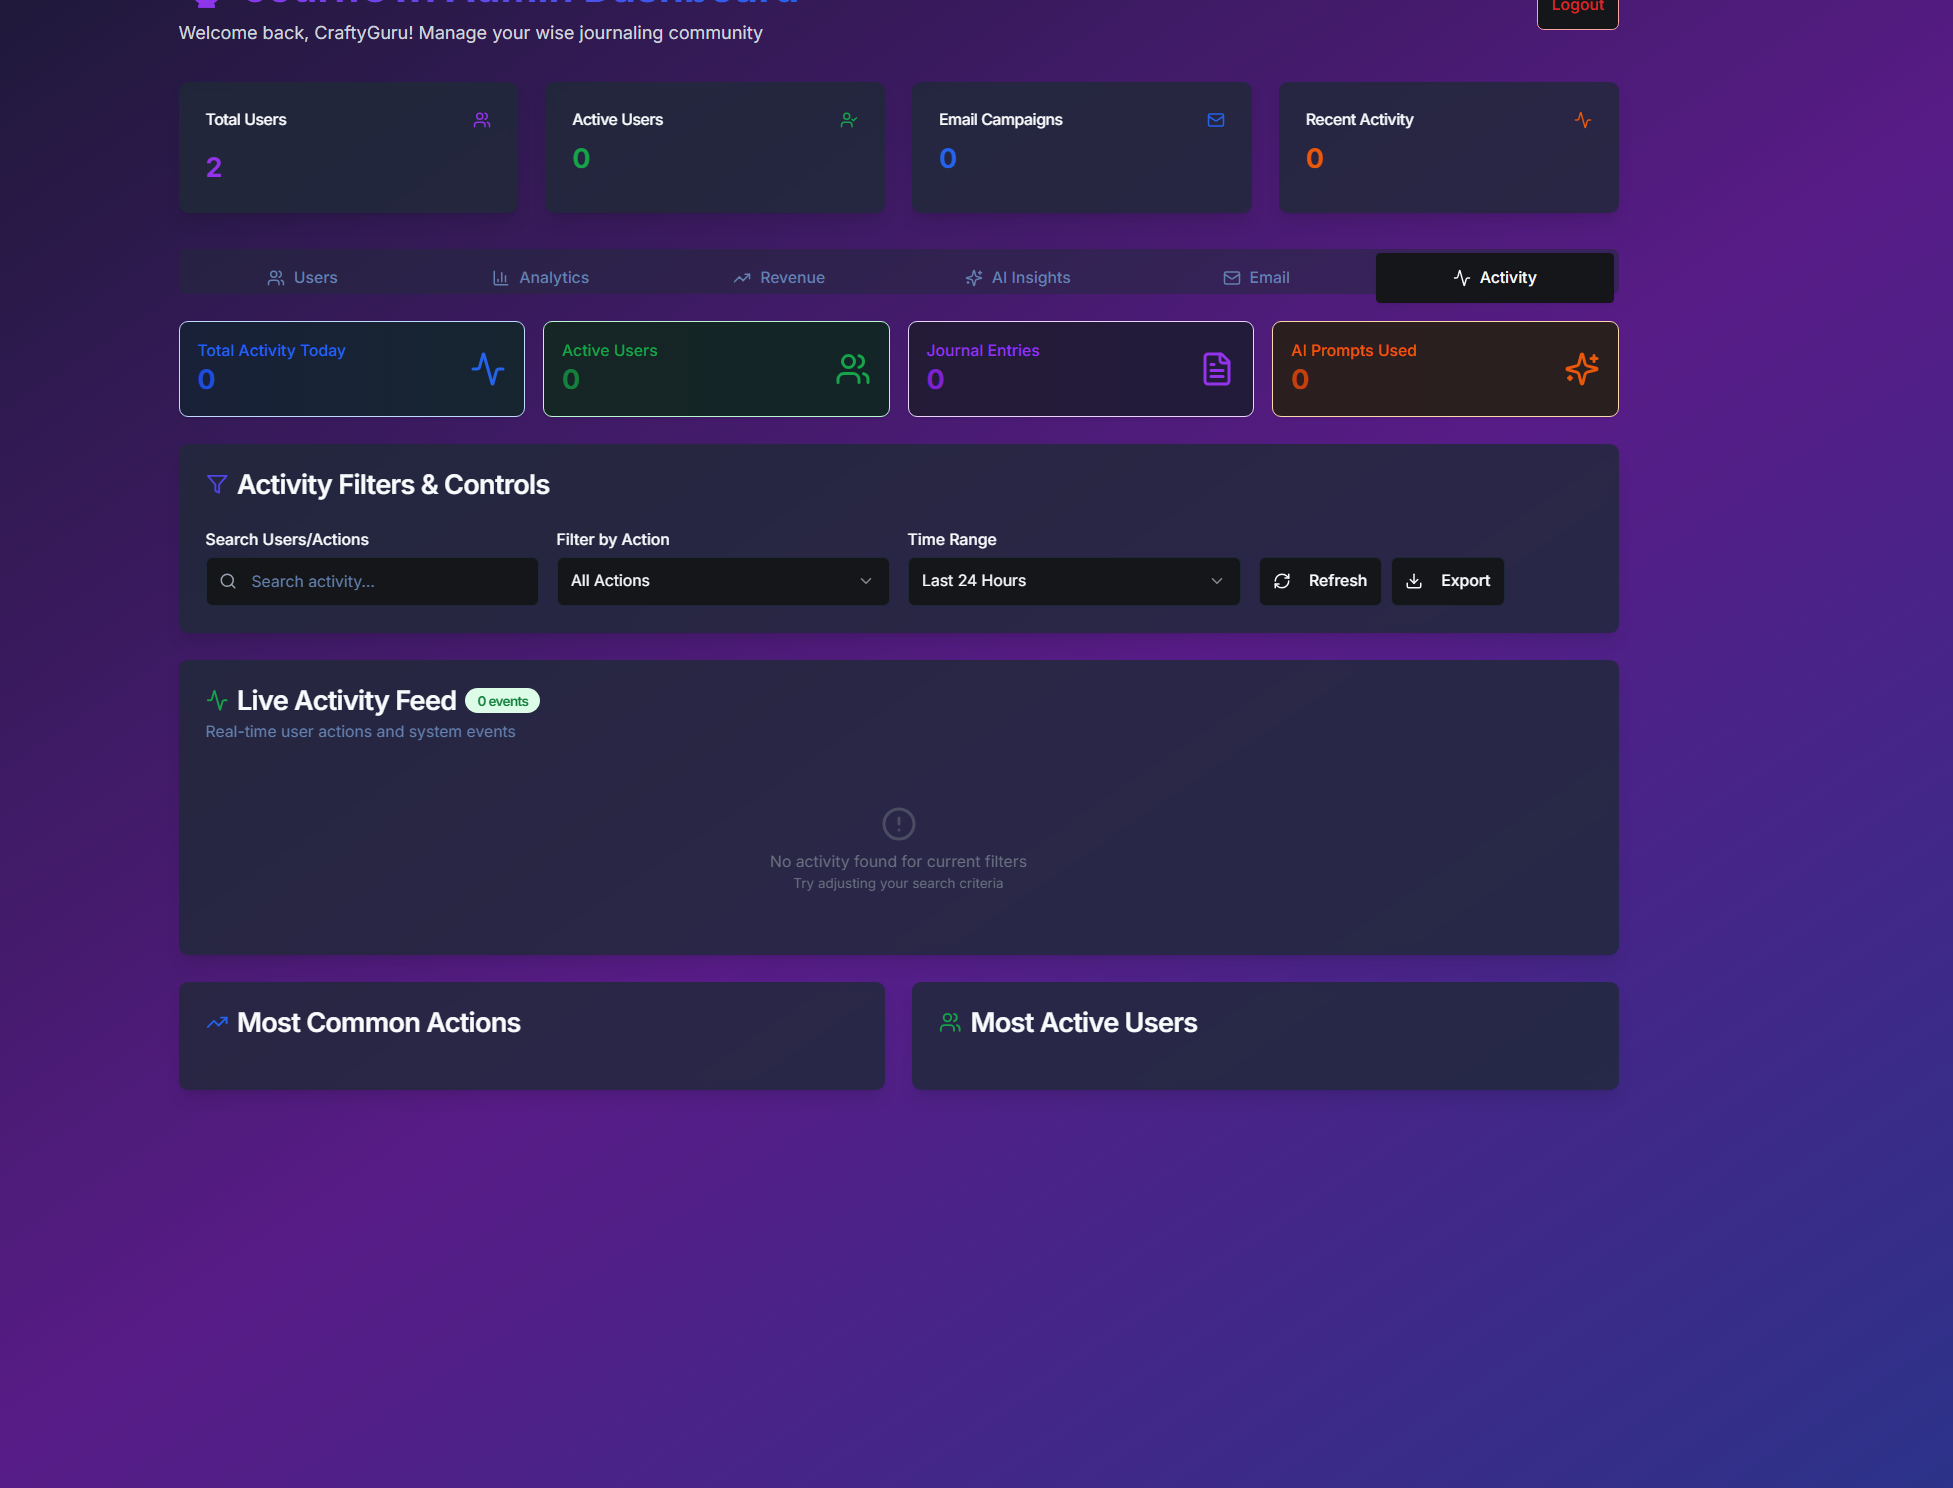 JournOwl Admin Dashboard
Logout
Welcome back, CraftyGuru! Manage your wise journaling community
Total Users
2
Active Users
0
Email Campaigns
0
Recent Activity
0
Users
Analytics
Revenue
AI Insights
Email
Activity
Total Activity Today
0
Active Users
0
Journal Entries
0
AI Prompts Used
0
Activity Filters & Controls
Search Users/Actions
Search activity...
Filter by Action
All Actions
Time Range
Last 24 Hours
Refresh
Export
Live Activity Feed 0 events
Real-time user actions and system events
No activity found for current filters
Try adjusting your search criteria
Most Common Actions
Most Active Users